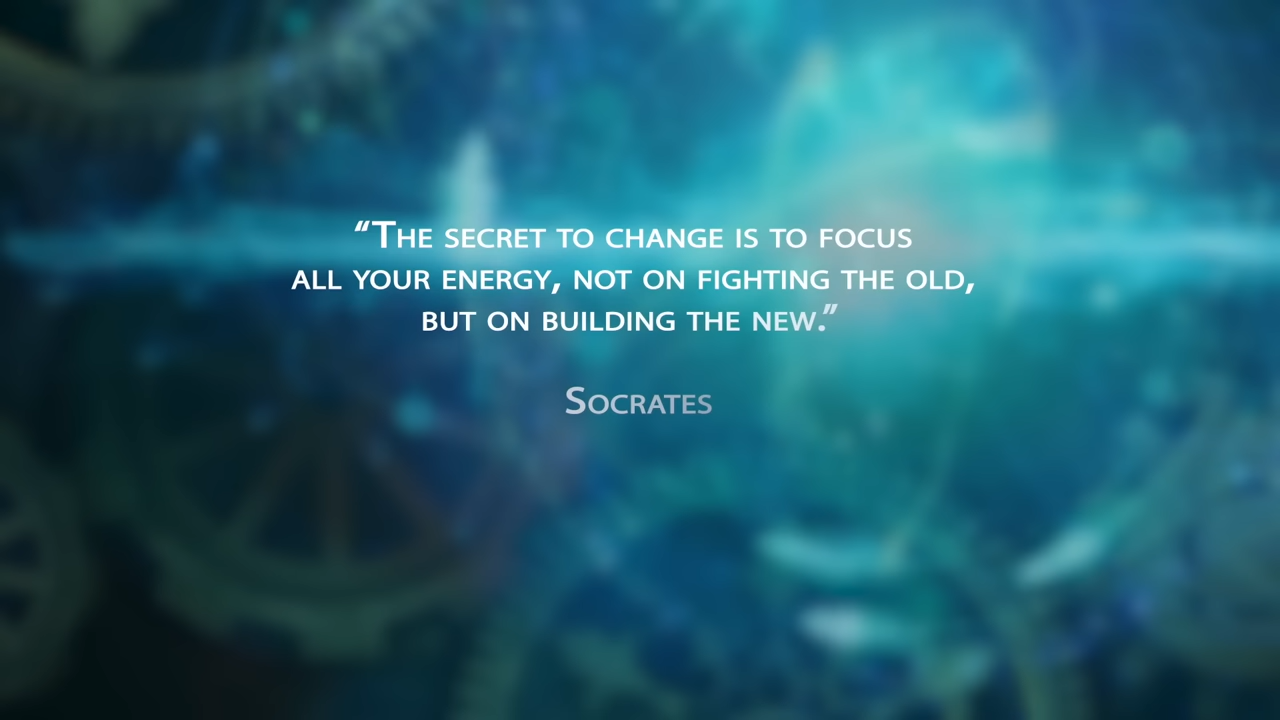 “The secret to change is to focus
all your energy, not on fighting the old,
but on building the new.”
Socrates